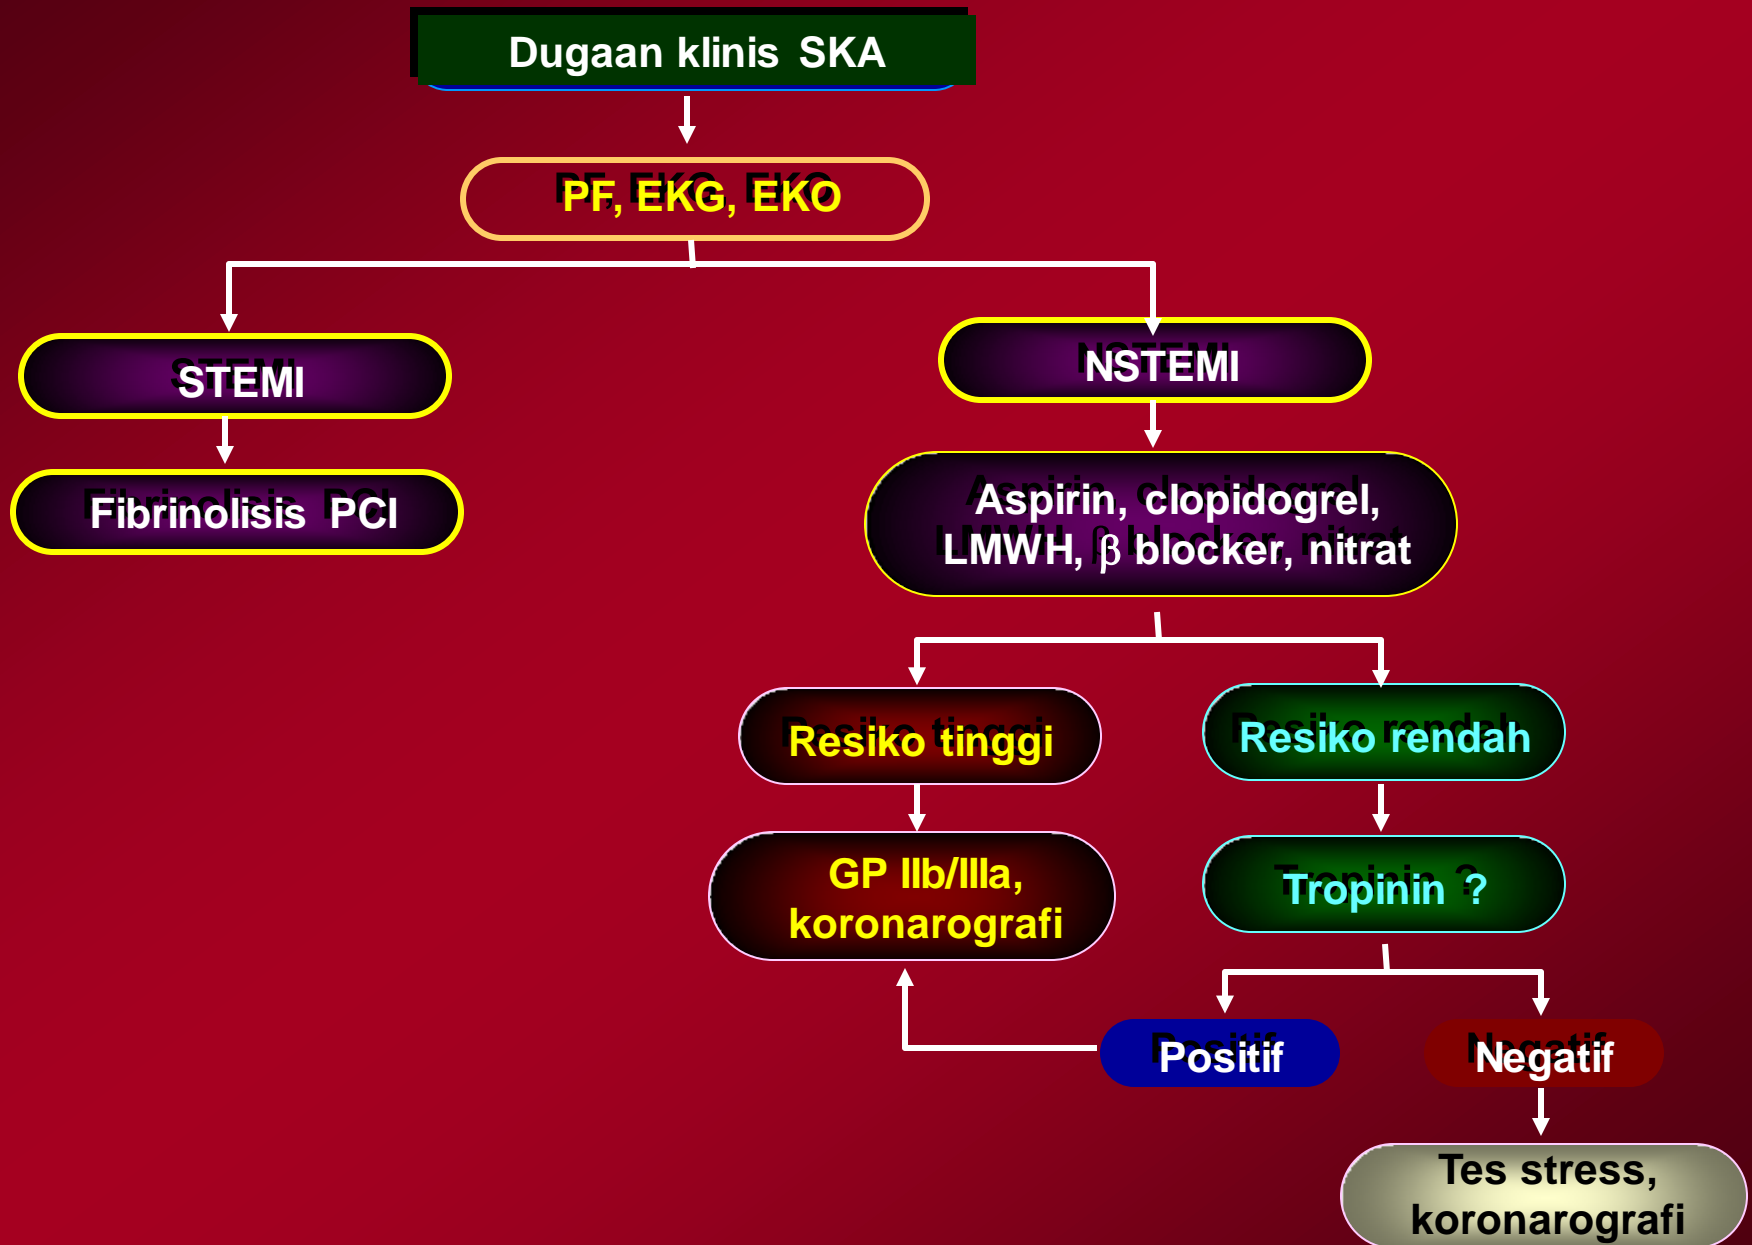 Dugaan klinis SKA
PF, EKG, EKO
STEMI
NSTEMI
Fibrinolisis PCI
Aspirin, clopidogrel,
LMWH, β blocker, nitrat
Resiko tinggi
Resiko rendah
GP IIb/IIIa,
koronarografi
Tropinin ?
Positif
Negatif
Tes stress,
koronarografi